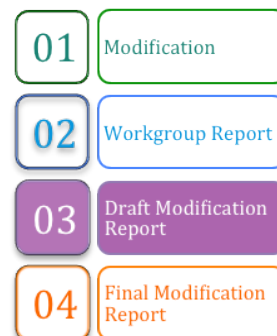 01 Modification
02 Workgroup Report
03 Draft Modification
Report
04 Final Modification
Report